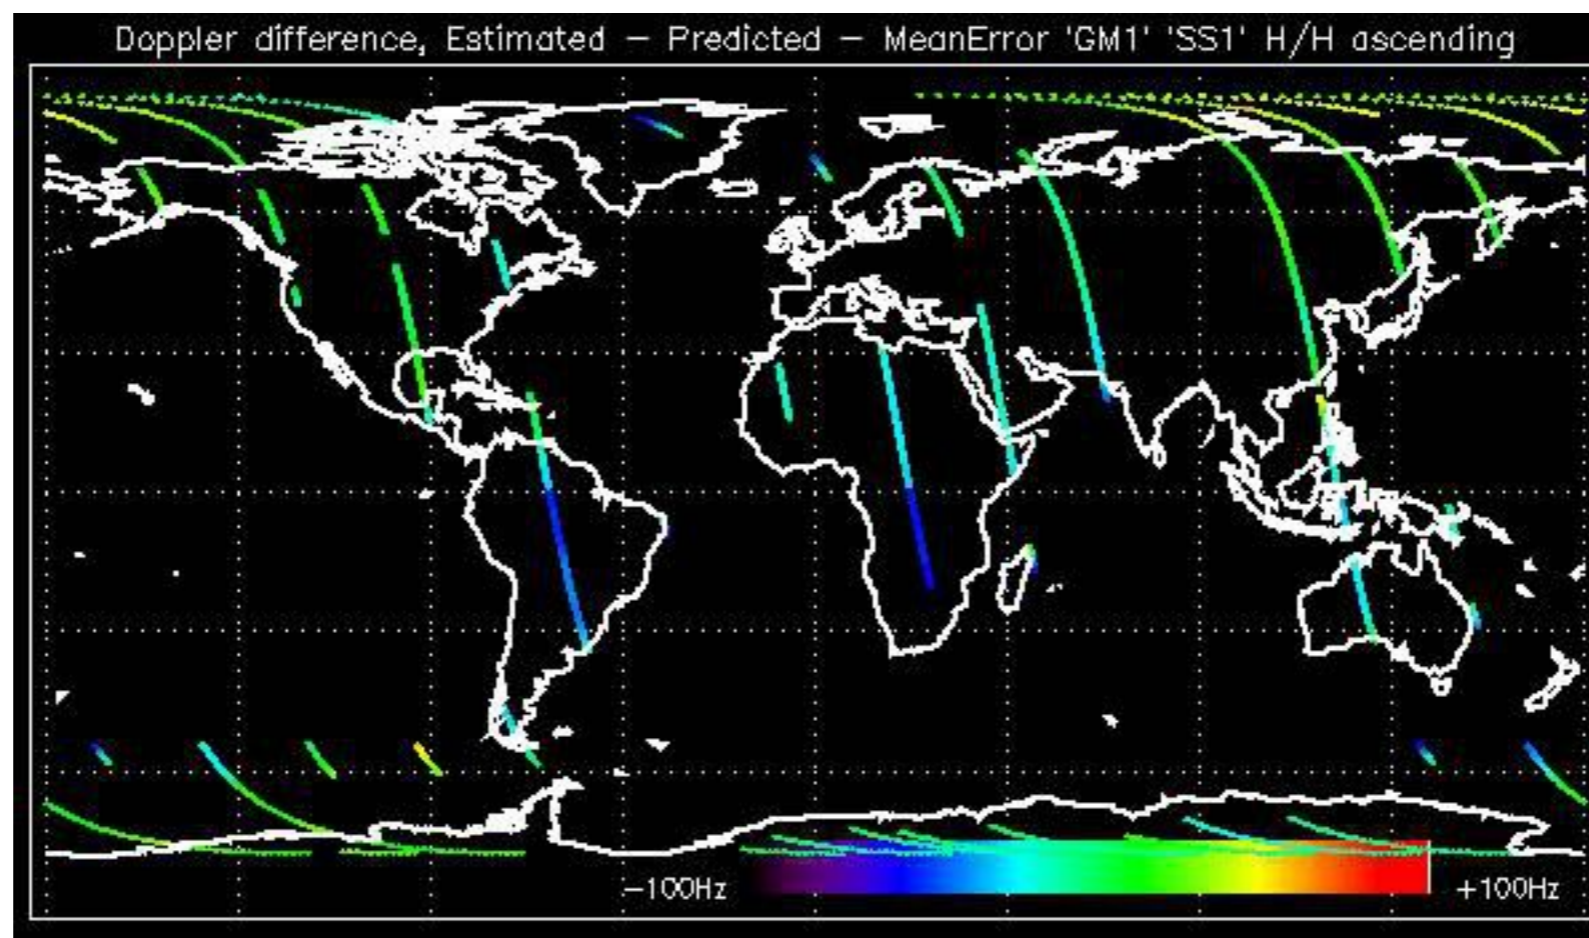 Doppler difference, Estimated – Predicted – MeanError 'GM1' 'SS1' H/H ascending
-100Hz +100Hz